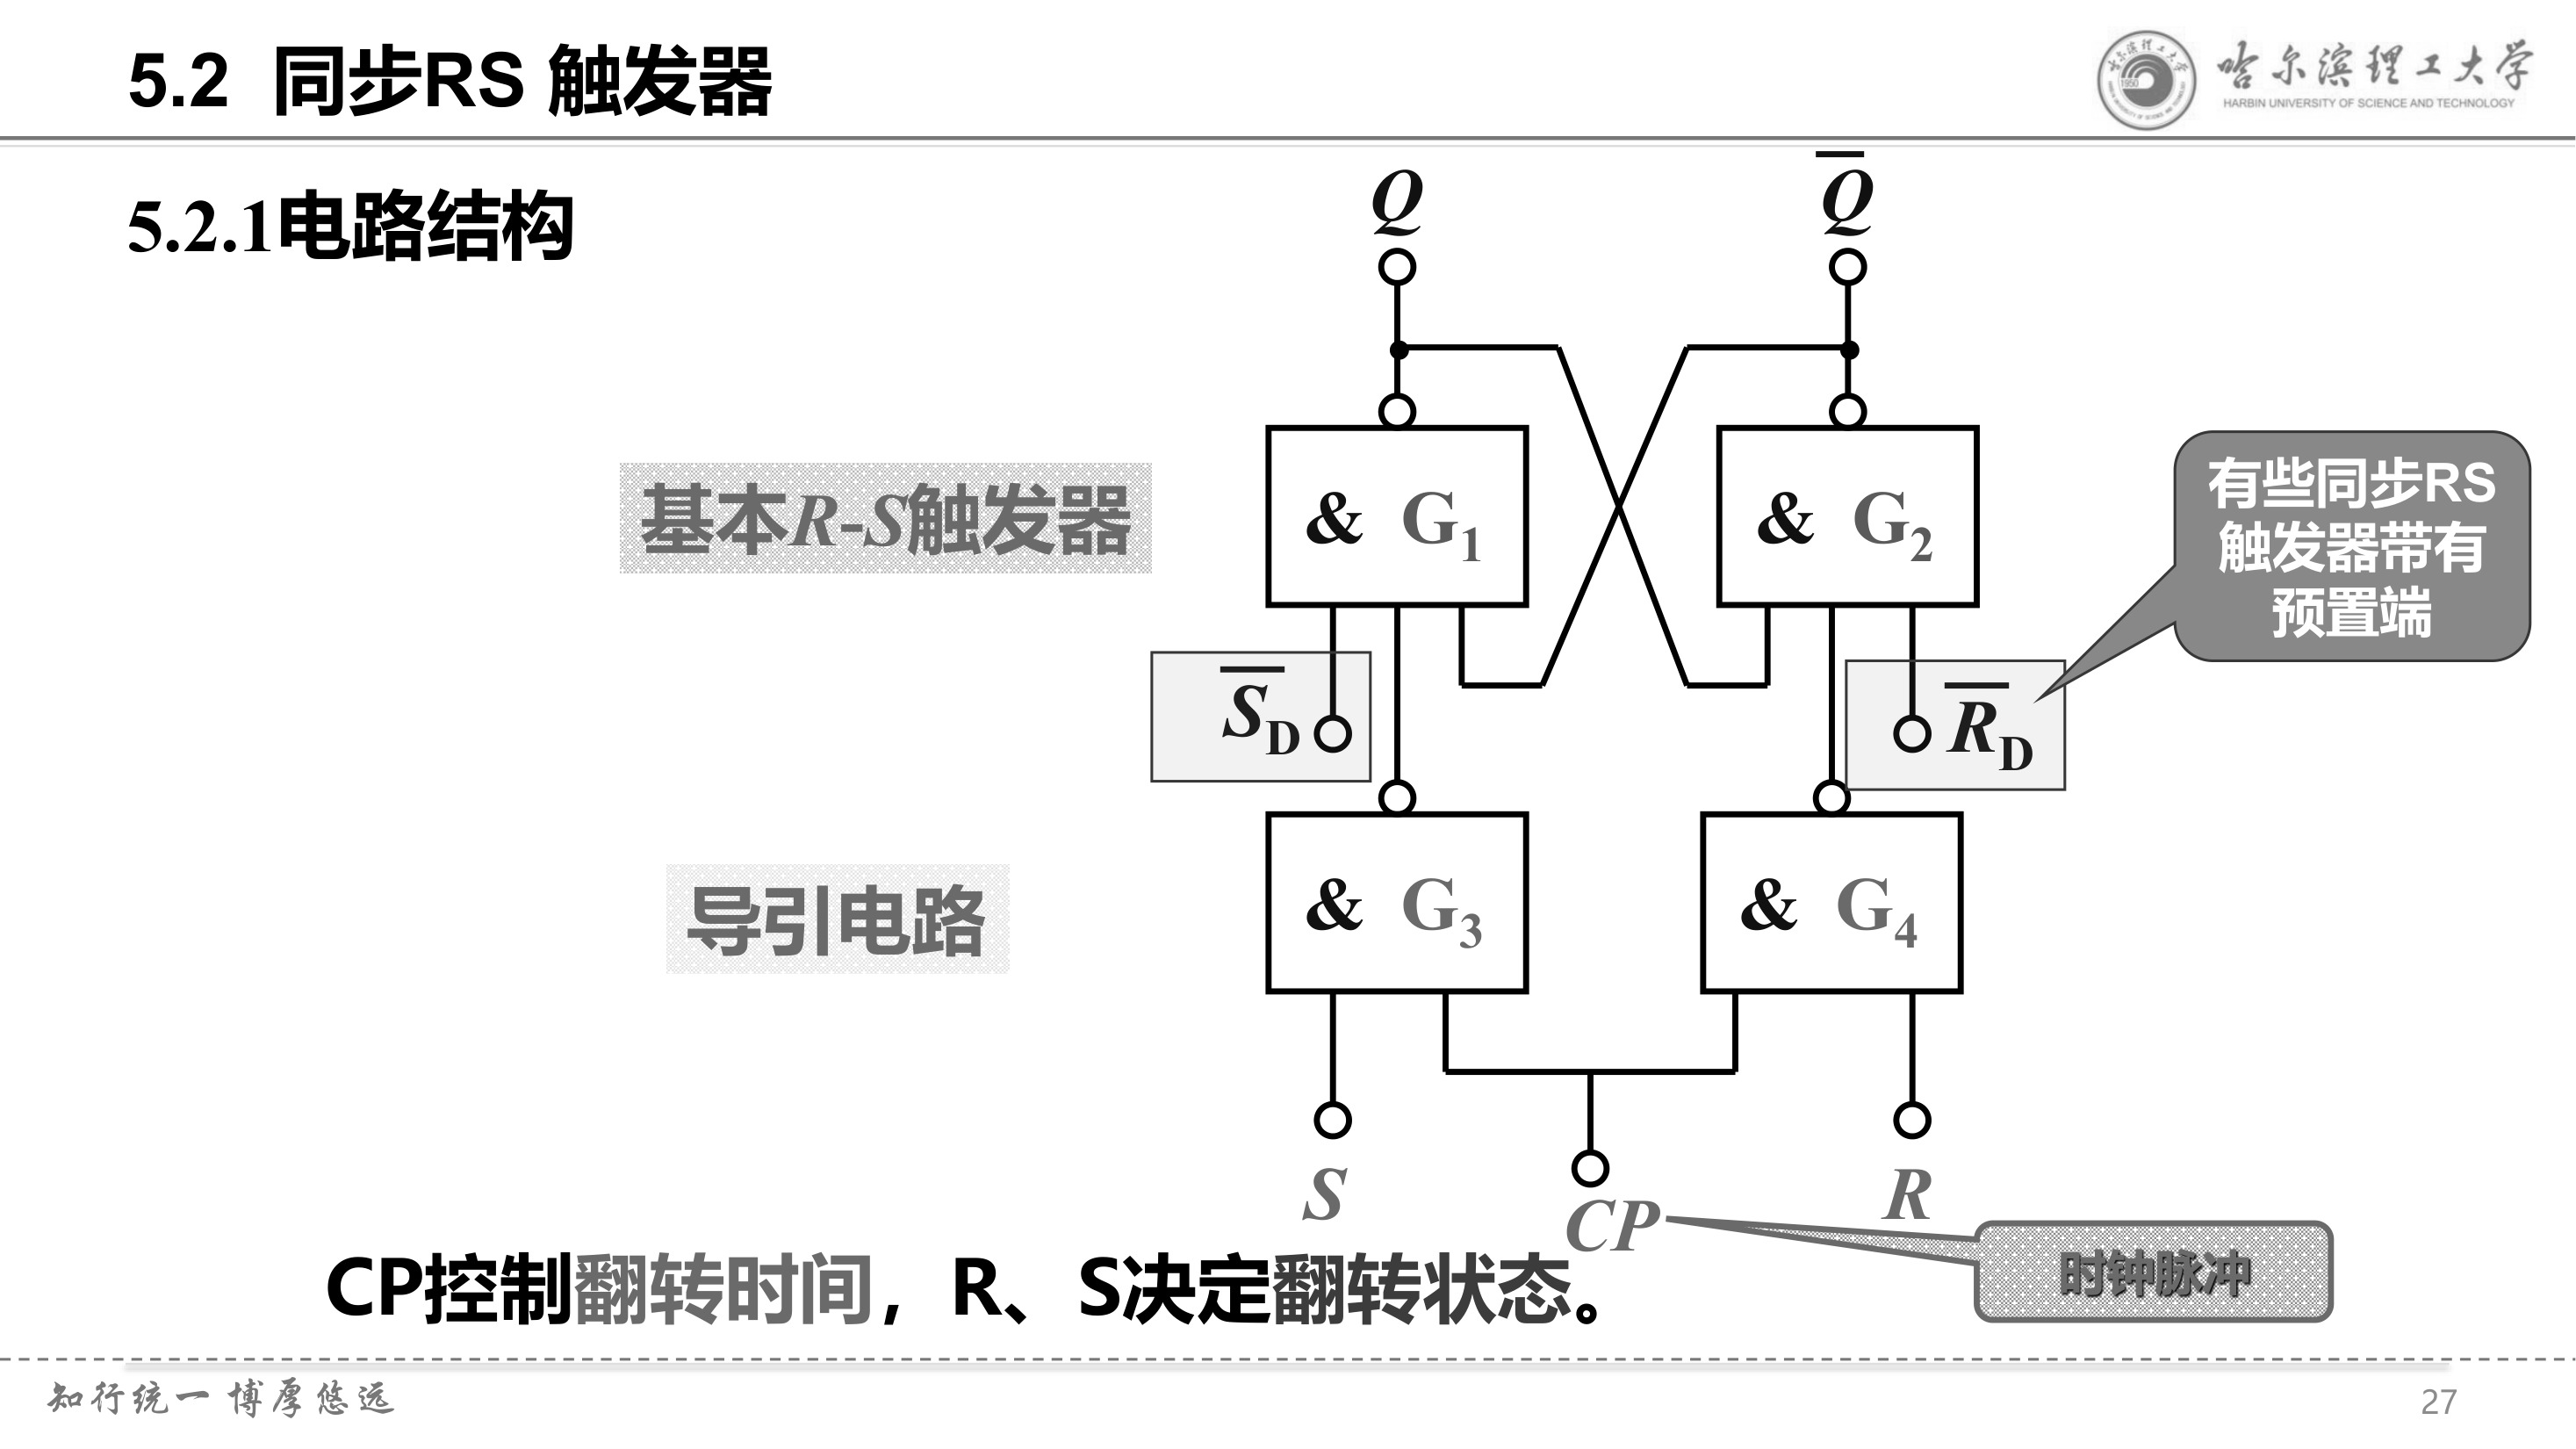 5.2 同步RS 触发器
哈尔滨理工大学
HARBIN UNIVERSITY OF SCIENCE AND TECHNOLOGY
1950
5.2.1电路结构
Q
Q̅
基本R-S触发器
& G₁
& G₂
有些同步RS
触发器带有
预置端
S̅D
R̅D
导引电路
& G₃
& G₄
S
CP
R
时钟脉冲
CP控制翻转时间，R、S决定翻转状态。
知行统一 博厚悠远
27